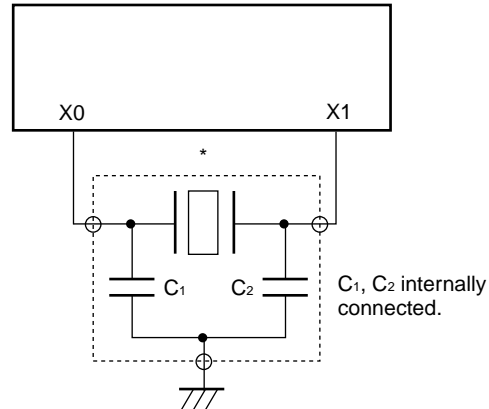 X0
X1
*
C₁
C₂
C₁, C₂ internally
connected.